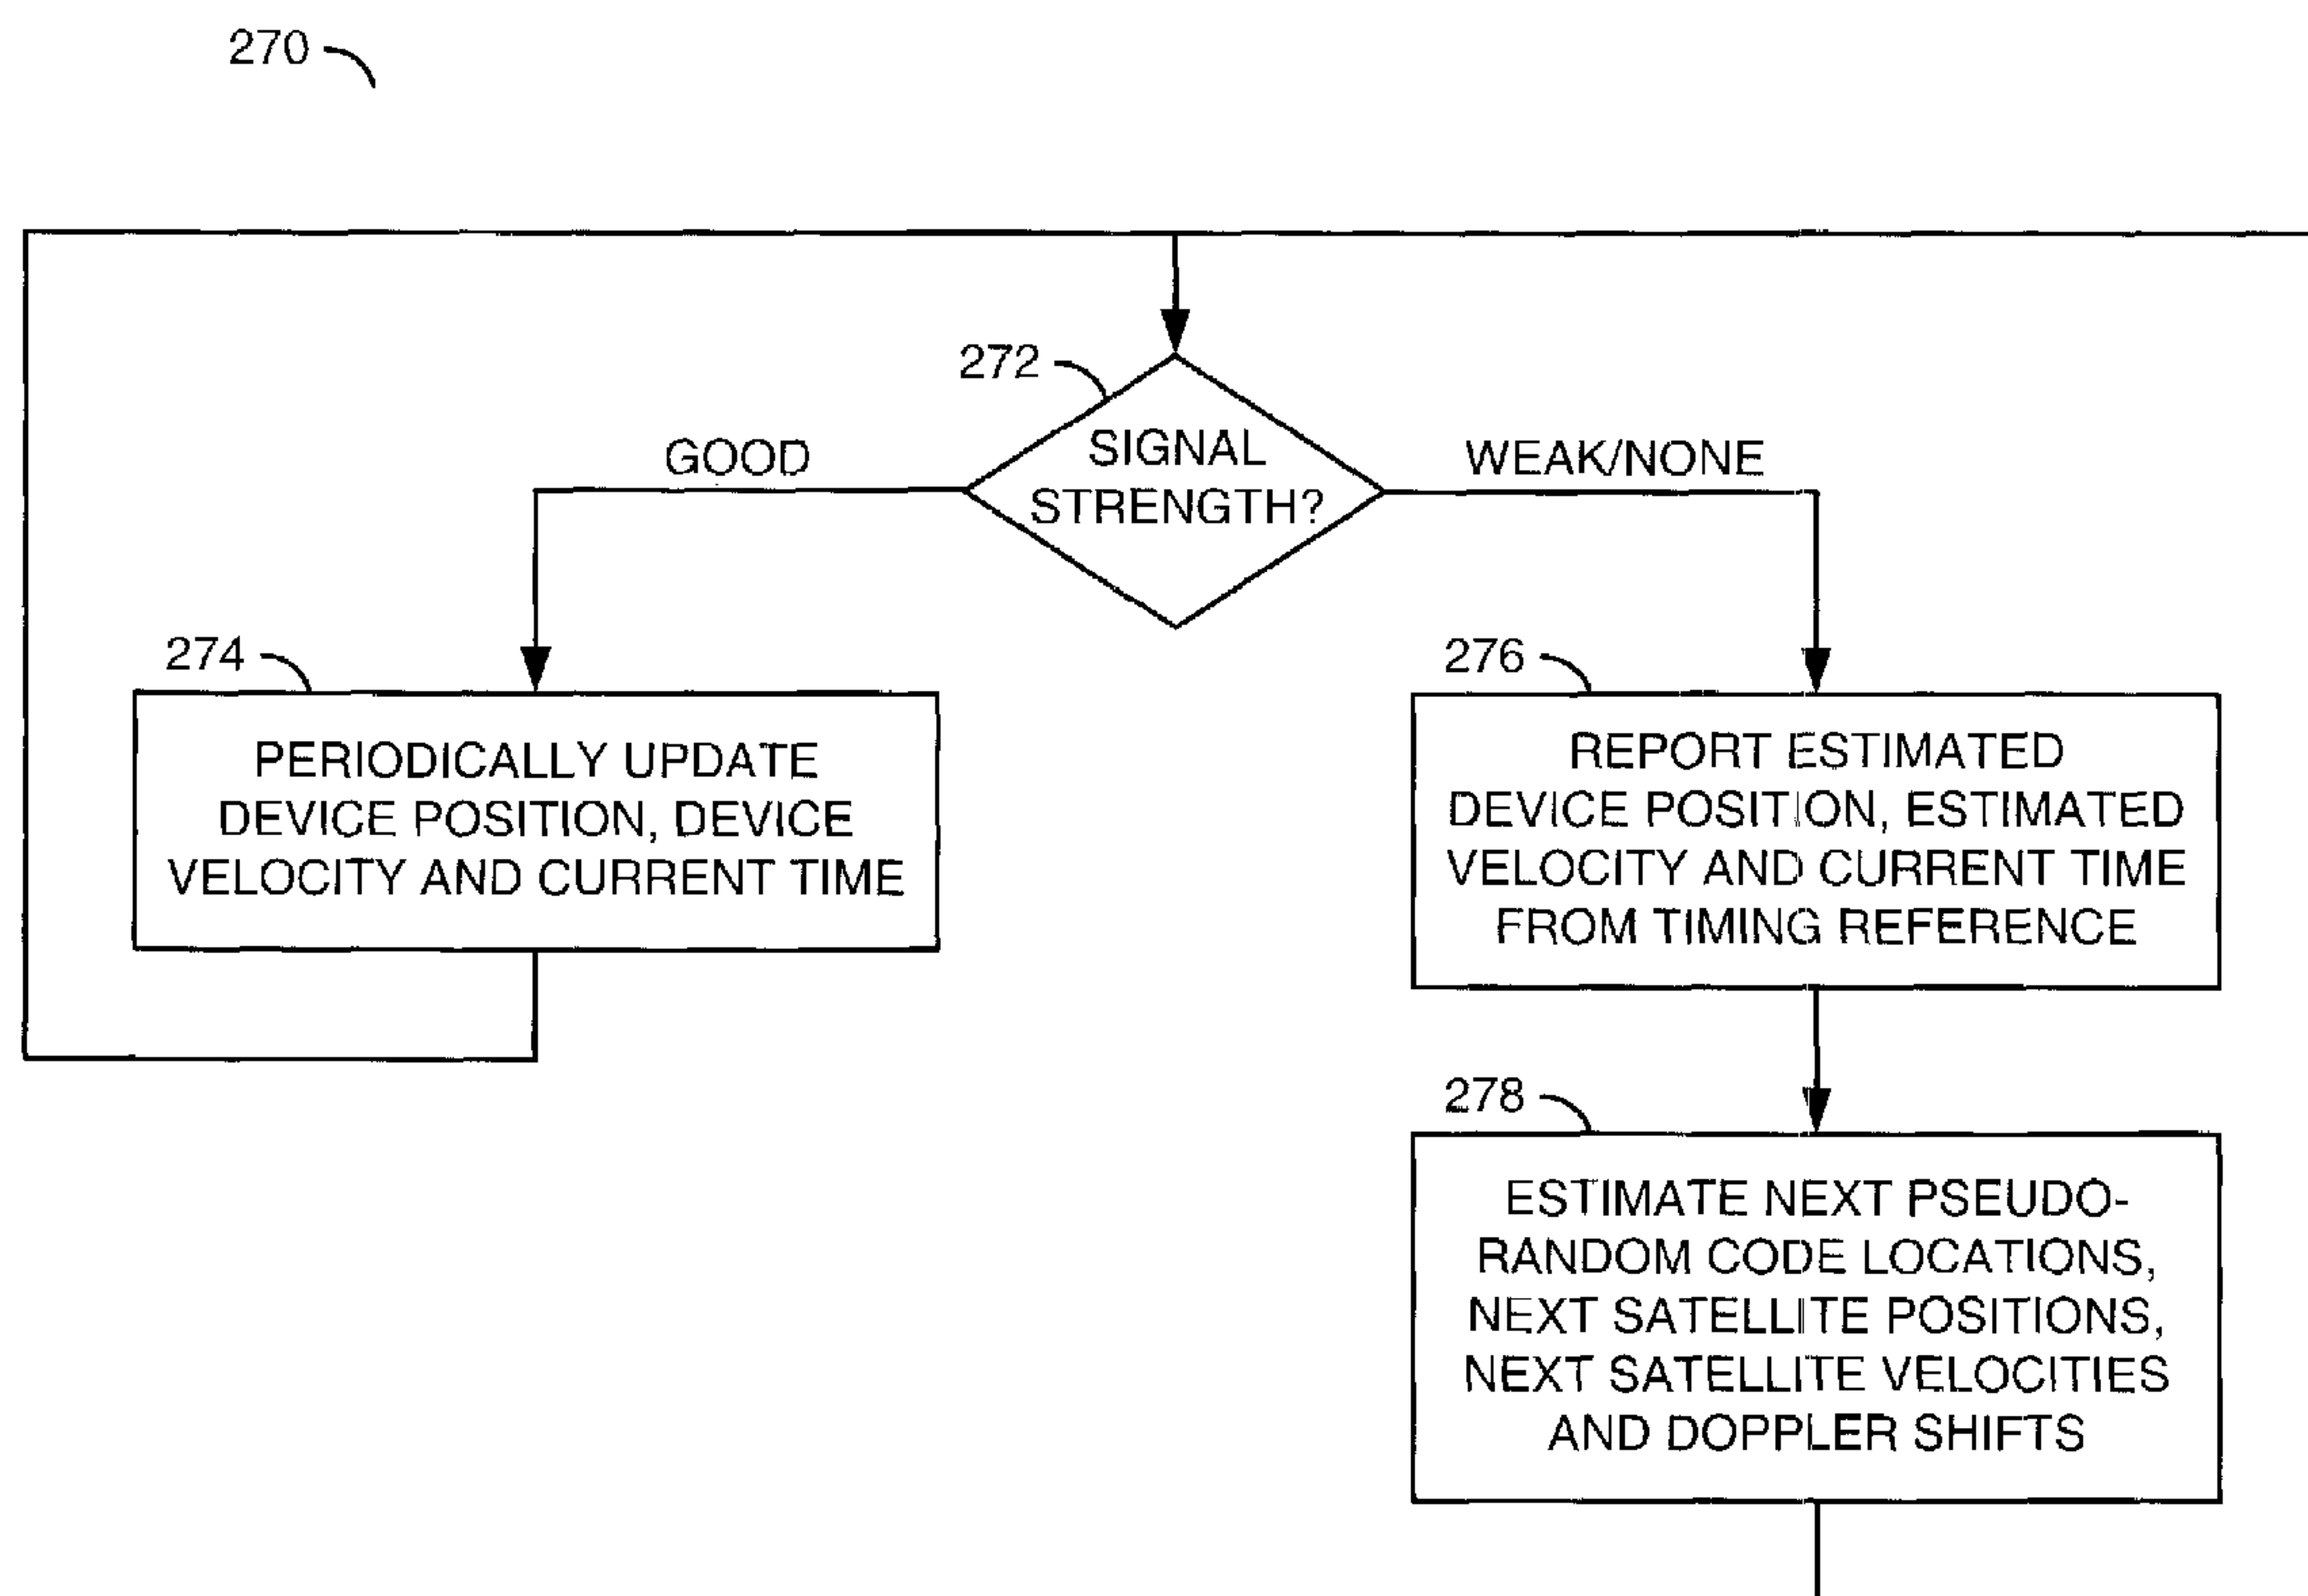 270
272
SIGNAL
STRENGTH?
GOOD
WEAK/NONE
274
PERIODICALLY UPDATE
DEVICE POSITION, DEVICE
VELOCITY AND CURRENT TIME
276
REPORT ESTIMATED
DEVICE POSITION, ESTIMATED
VELOCITY AND CURRENT TIME
FROM TIMING REFERENCE
278
ESTIMATE NEXT PSEUDO-
RANDOM CODE LOCATIONS,
NEXT SATELLITE POSITIONS,
NEXT SATELLITE VELOCITIES
AND DOPPLER SHIFTS